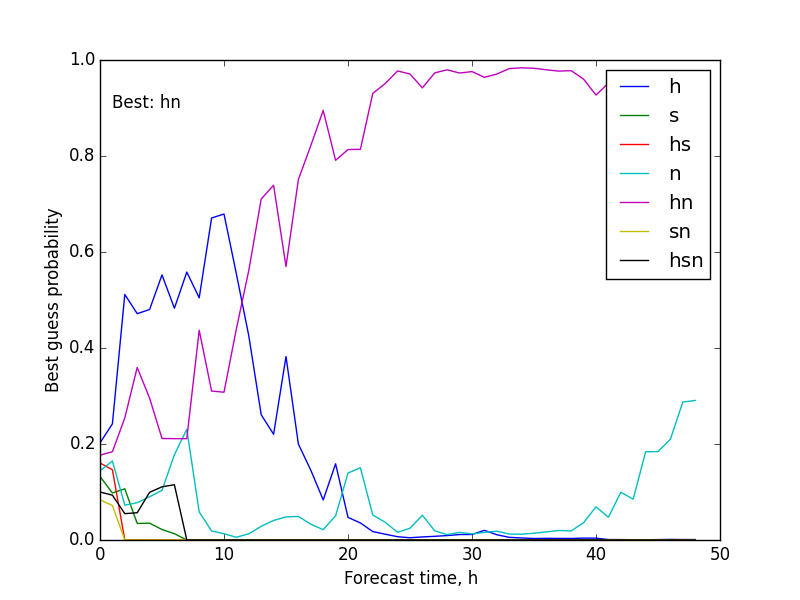 1.0
0.8
0.6
0.4
0.2
0.0
Best guess probability
Best: hn
h
s
hs
n
hn
sn
hsn
0 10 20 30 40 50
Forecast time, h